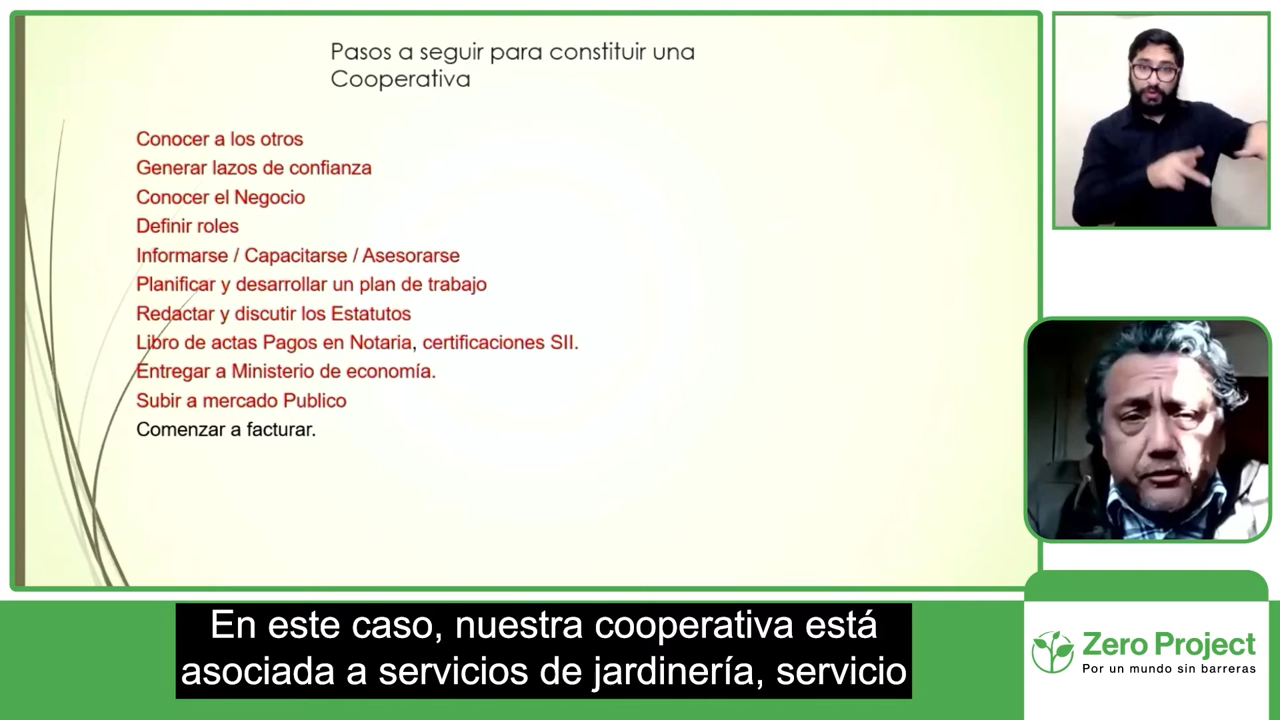 Pasos a seguir para constituir una
Cooperativa
Conocer a los otros
Generar lazos de confianza
Conocer el Negocio
Definir roles
Informarse / Capacitarse / Asesorarse
Planificar y desarrollar un plan de trabajo
Redactar y discutir los Estatutos
Libro de actas Pagos en Notaria, certificaciones SII.
Entregar a Ministerio de economía.
Subir a mercado Publico
Comenzar a facturar.
En este caso, nuestra cooperativa está
asociada a servicios de jardinería, servicio
Zero Project
Por un mundo sin barreras